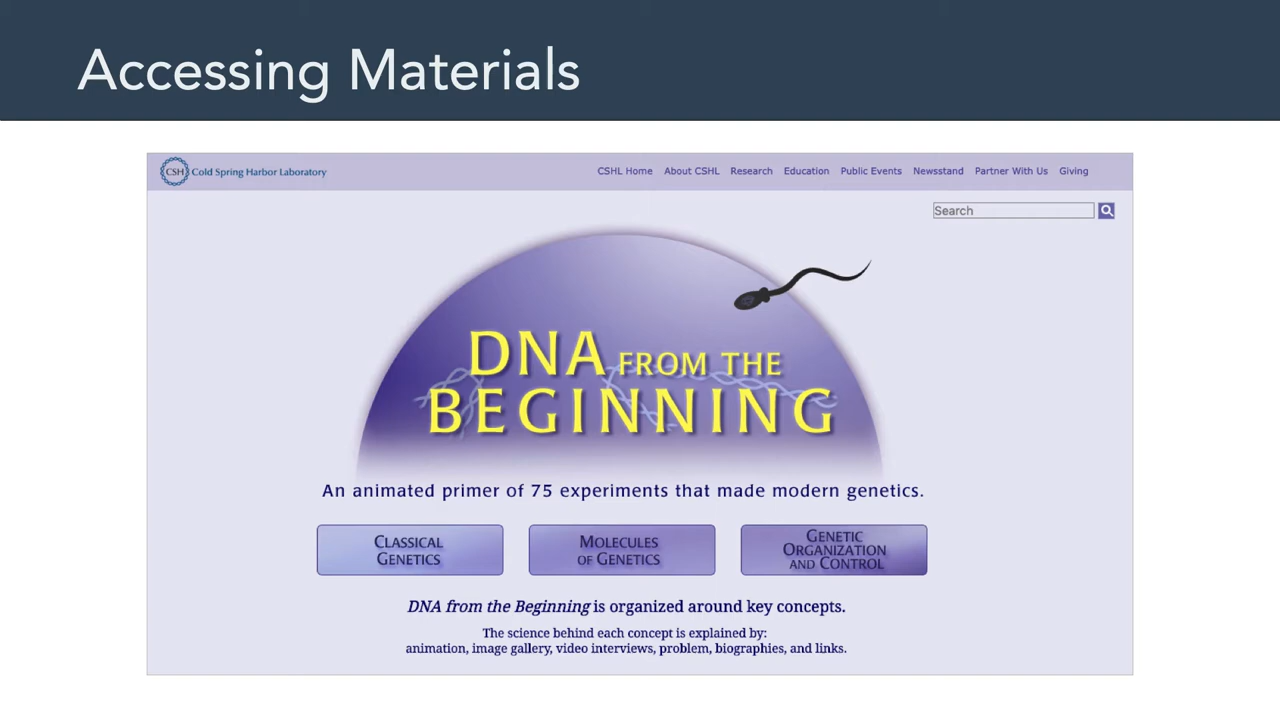 Accessing Materials
CSH Cold Spring Harbor Laboratory
CSHL Home About CSHL Research Education Public Events Newsstand Partner With Us Giving
Search
DNA FROM THE
BEGINNING
An animated primer of 75 experiments that made modern genetics.
CLASSICAL
GENETICS
MOLECULES
OF GENETICS
GENETIC
ORGANIZATION
AND CONTROL
DNA from the Beginning is organized around key concepts.
The science behind each concept is explained by:
animation, image gallery, video interviews, problem, biographies, and links.